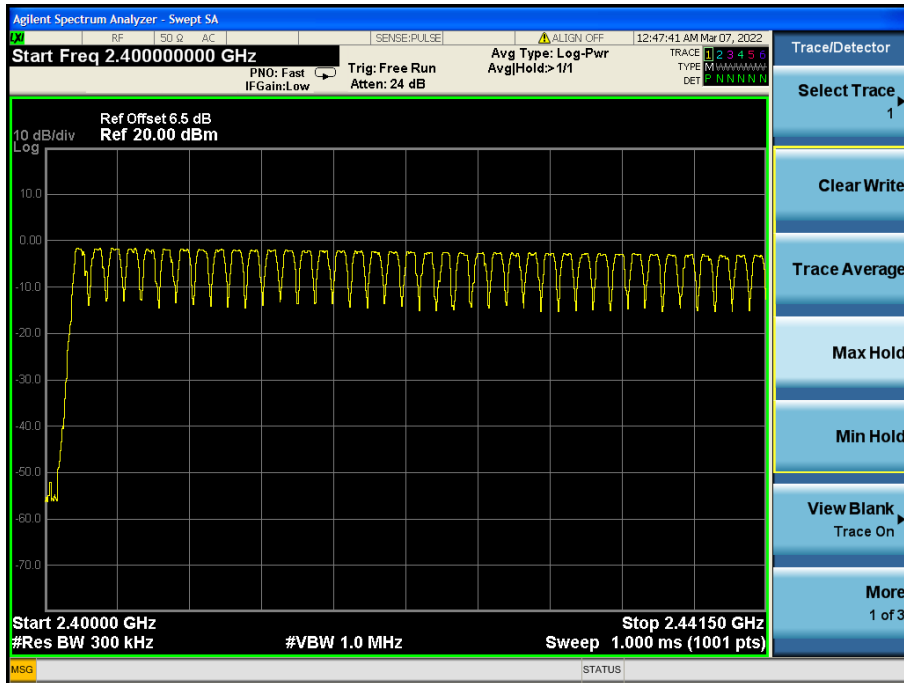 Agilent Spectrum Analyzer - Swept SA
LXI RF 50 Ω AC SENSE:PULSE ALIGN OFF 12:47:41 AM Mar 07, 2022
Start Freq 2.400000000 GHz
PNO: Fast
IFGain:Low
Trig: Free Run
Atten: 24 dB
Avg Type: Log-Pwr
Avg|Hold:>1/1
TRACE 1 2 3 4 5 6
TYPE M W W W W W
DET P N N N N N
Ref Offset 6.5 dB
10 dB/div Ref 20.00 dBm
Log
10.0
0.00
-10.0
-20.0
-30.0
-40.0
-50.0
-60.0
-70.0
Start 2.40000 GHz Stop 2.44150 GHz
#Res BW 300 kHz #VBW 1.0 MHz Sweep 1.000 ms (1001 pts)
MSG STATUS
Trace/Detector
Select Trace
1
Clear Write
Trace Average
Max Hold
Min Hold
View Blank
Trace On
More
1 of 3